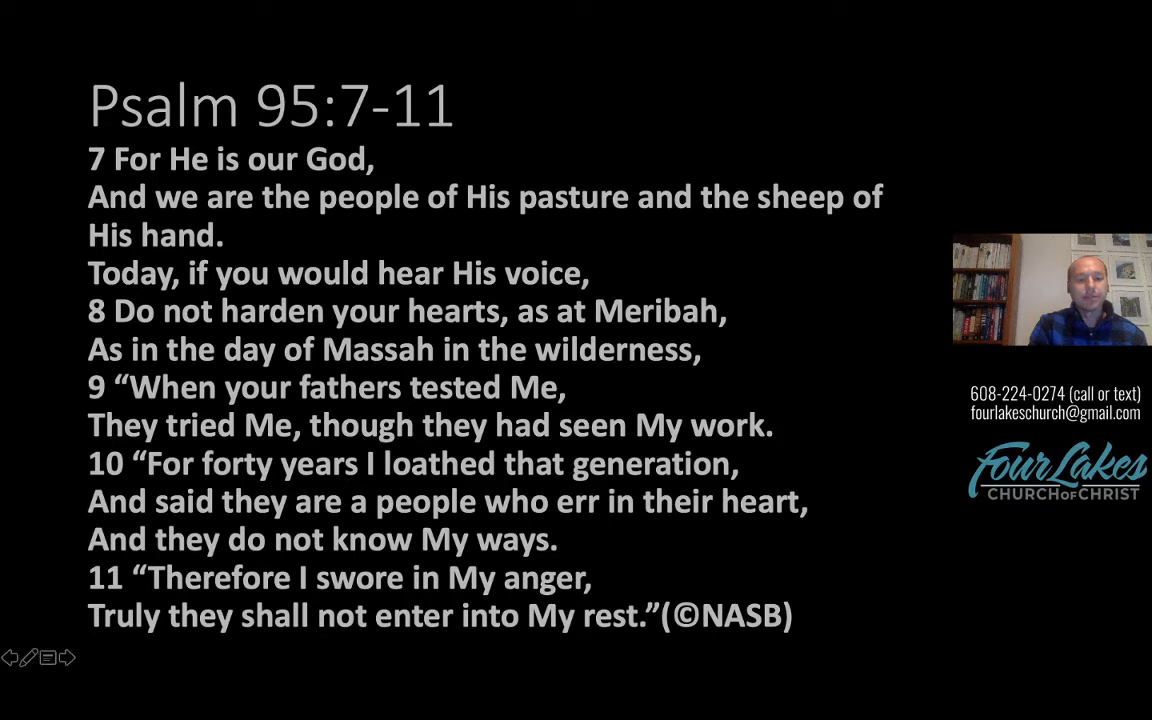 Psalm 95:7-11
7 For He is our God,
And we are the people of His pasture and the sheep of
His hand.
Today, if you would hear His voice,
8 Do not harden your hearts, as at Meribah,
As in the day of Massah in the wilderness,
9 “When your fathers tested Me,
They tried Me, though they had seen My work.
10 “For forty years I loathed that generation,
And said they are a people who err in their heart,
And they do not know My ways.
11 “Therefore I swore in My anger,
Truly they shall not enter into My rest.”(©NASB)
608-224-0274 (call or text)
fourlakeschurch@gmail.com
Four Lakes
CHURCH OF CHRIST